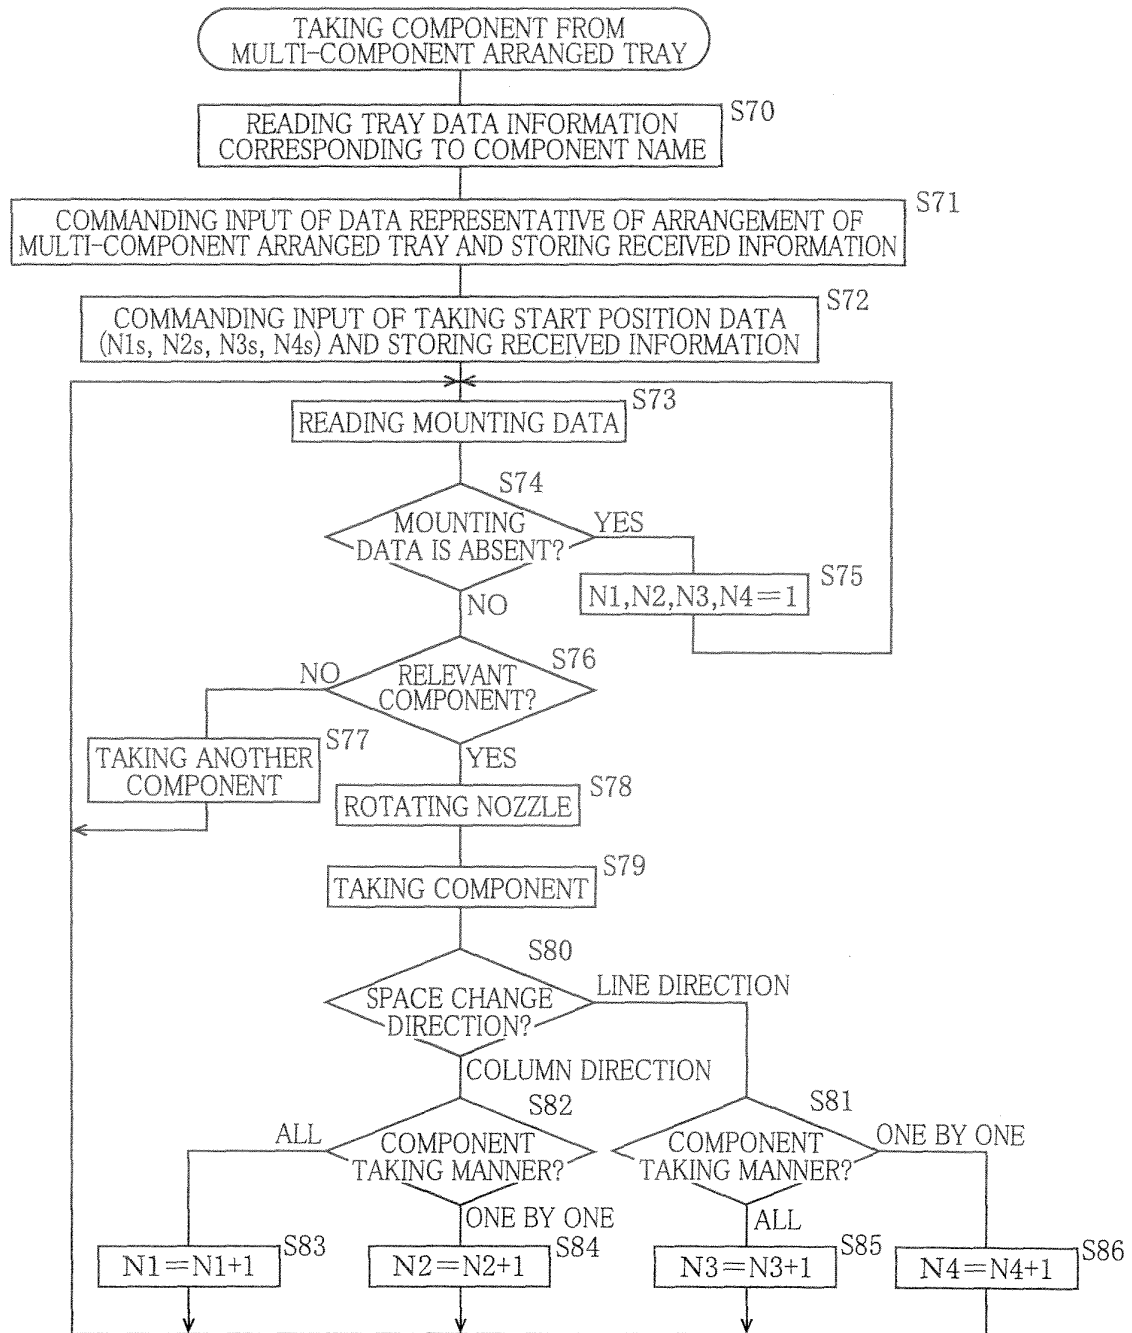 TAKING COMPONENT FROM
MULTI-COMPONENT ARRANGED TRAY
S70
READING TRAY DATA INFORMATION
CORRESPONDING TO COMPONENT NAME
S71
COMMANDING INPUT OF DATA REPRESENTATIVE OF ARRANGEMENT OF
MULTI-COMPONENT ARRANGED TRAY AND STORING RECEIVED INFORMATION
S72
COMMANDING INPUT OF TAKING START POSITION DATA
(N1s, N2s, N3s, N4s) AND STORING RECEIVED INFORMATION
S73
READING MOUNTING DATA
S74
MOUNTING
DATA IS ABSENT?
YES
NO
S75
N1,N2,N3,N4=1
S76
RELEVANT
COMPONENT?
NO
YES
S77
TAKING ANOTHER
COMPONENT
S78
ROTATING NOZZLE
S79
TAKING COMPONENT
S80
SPACE CHANGE
DIRECTION?
LINE DIRECTION
COLUMN DIRECTION
S82
COMPONENT
TAKING MANNER?
ALL
ONE BY ONE
S81
COMPONENT
TAKING MANNER?
ONE BY ONE
ALL
S83
N1=N1+1
S84
N2=N2+1
S85
N3=N3+1
S86
N4=N4+1